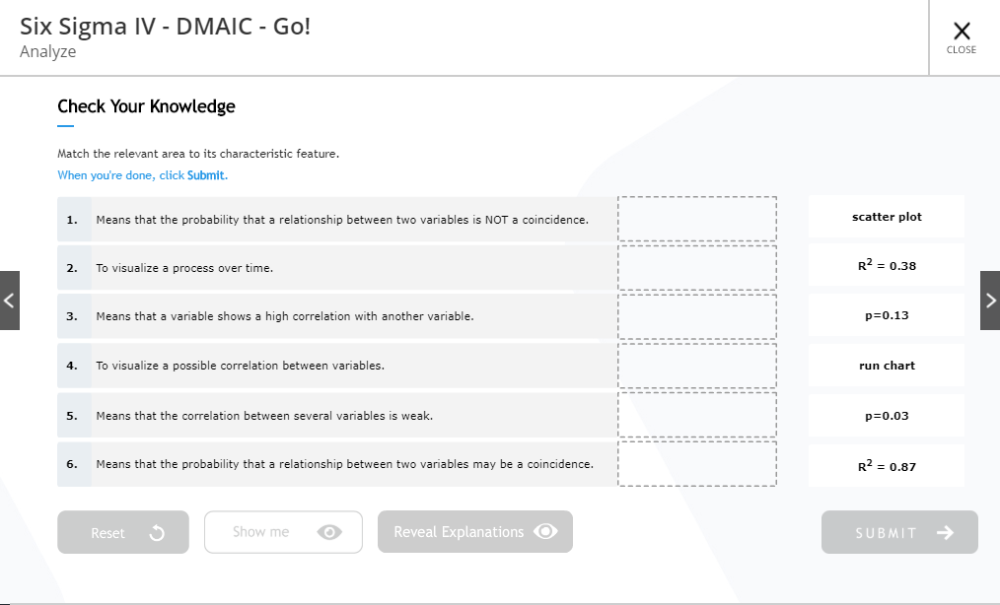 Six Sigma IV - DMAIC - Go!
Analyze
CLOSE
Check Your Knowledge
Match the relevant area to its characteristic feature.
When you're done, click Submit.
1. Means that the probability that a relationship between two variables is NOT a coincidence.
scatter plot
2. To visualize a process over time.
R² = 0.38
3. Means that a variable shows a high correlation with another variable.
p=0.13
4. To visualize a possible correlation between variables.
run chart
5. Means that the correlation between several variables is weak.
p=0.03
6. Means that the probability that a relationship between two variables may be a coincidence.
R² = 0.87
Reset
Show me
Reveal Explanations
SUBMIT